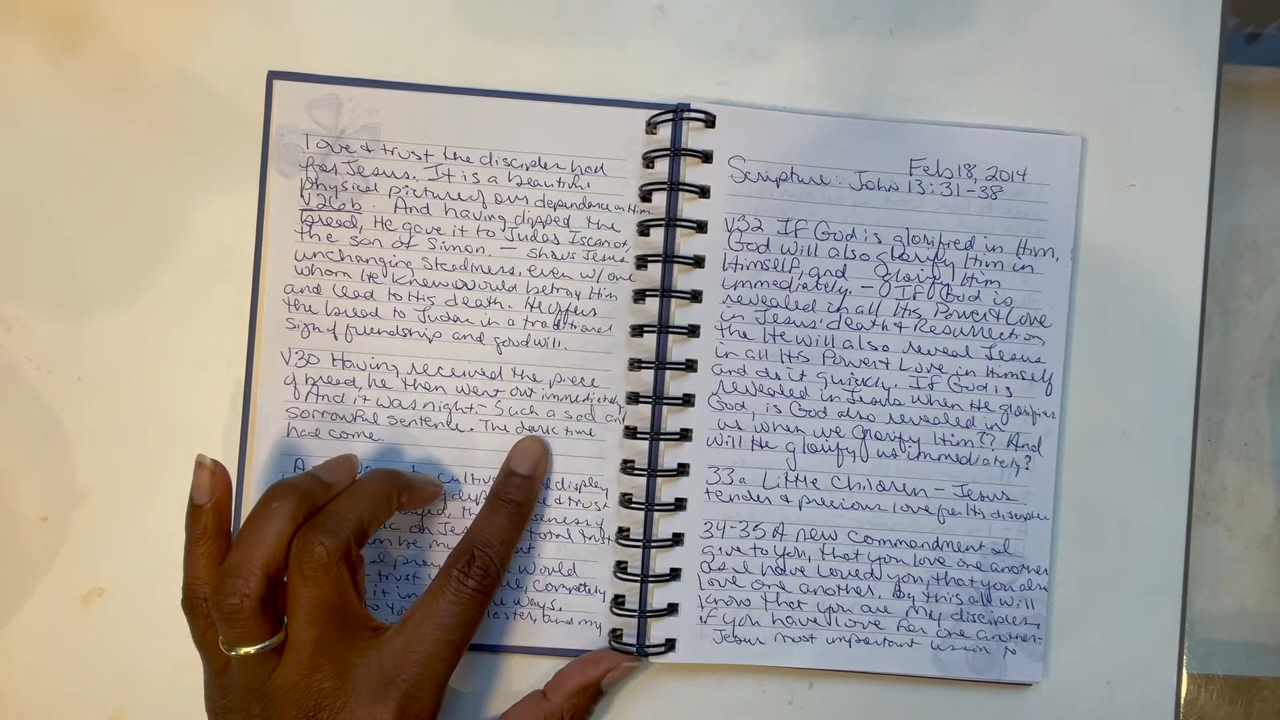 love & trust the disciples had
for Jesus. It is a beautiful
physical picture of our dependence on Him.
V26b. And having dipped the
bread, He gave it to Judas Iscariot,
the son of Simon. — shows Jesus
unchanging steadiness, even w/ one
whom He knew would betray Him
and lead to His death. He offers
the bread to Judas in a traditional
sign of friendship and goodwill.
V30 Having received the piece
of bread, he then went out immediately
And it was night - Such a sad and
sorrowful sentence. The dark time
had come.
display
trust
Jes total trust
be my
would
trust completely
it in
ways.
and my
Feb 18, 2014
Scripture: John 13:31-38
V32 If God is glorified in Him,
God will also glorify Him in
Himself, and glorify Him
immediately. - If God is
revealed in all His Power & Love
in Jesus' death & Resurrection,
the He will also reveal Jesus
in all His Power & Love in Himself
and do it quickly. If God is
revealed in Jesus when He glorifies
God, is God also revealed in
us when we glorify Him?? And
will He glorify us immediately?
33a Little Children - Jesus
tender & precious love for His disciples
34-35 A new commandment I
give to you, that you love one another
as I have loved you, that you also
love one another. By this all will
know that you are My disciples,
if you have love for one another-
Jesus most important